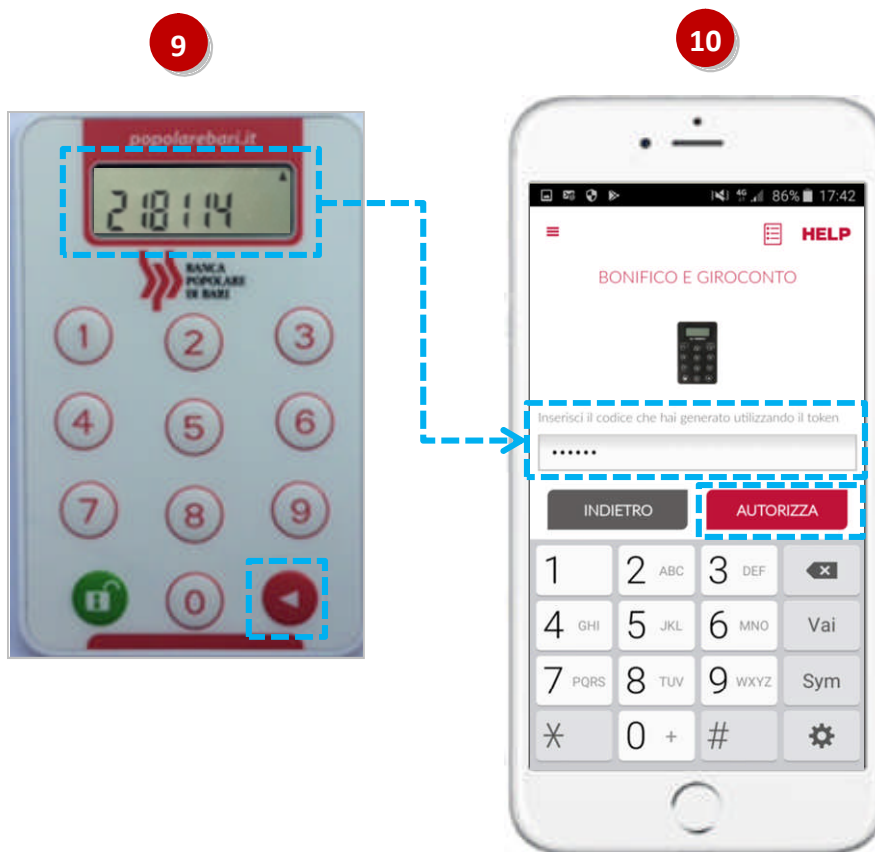 9
10
popolarebari.it
218114
BANCA
POPOLARE
DI BARI
1
2
3
4
5
6
7
8
9
0
86% 17:42
HELP
BONIFICO E GIROCONTO
Inserisci il codice che hai generato utilizzando il token
••••••
INDIETRO
AUTORIZZA
1
2 ABC
3 DEF
4 GHI
5 JKL
6 MNO
Vai
7 PQRS
8 TUV
9 WXYZ
Sym
*
0 +
#